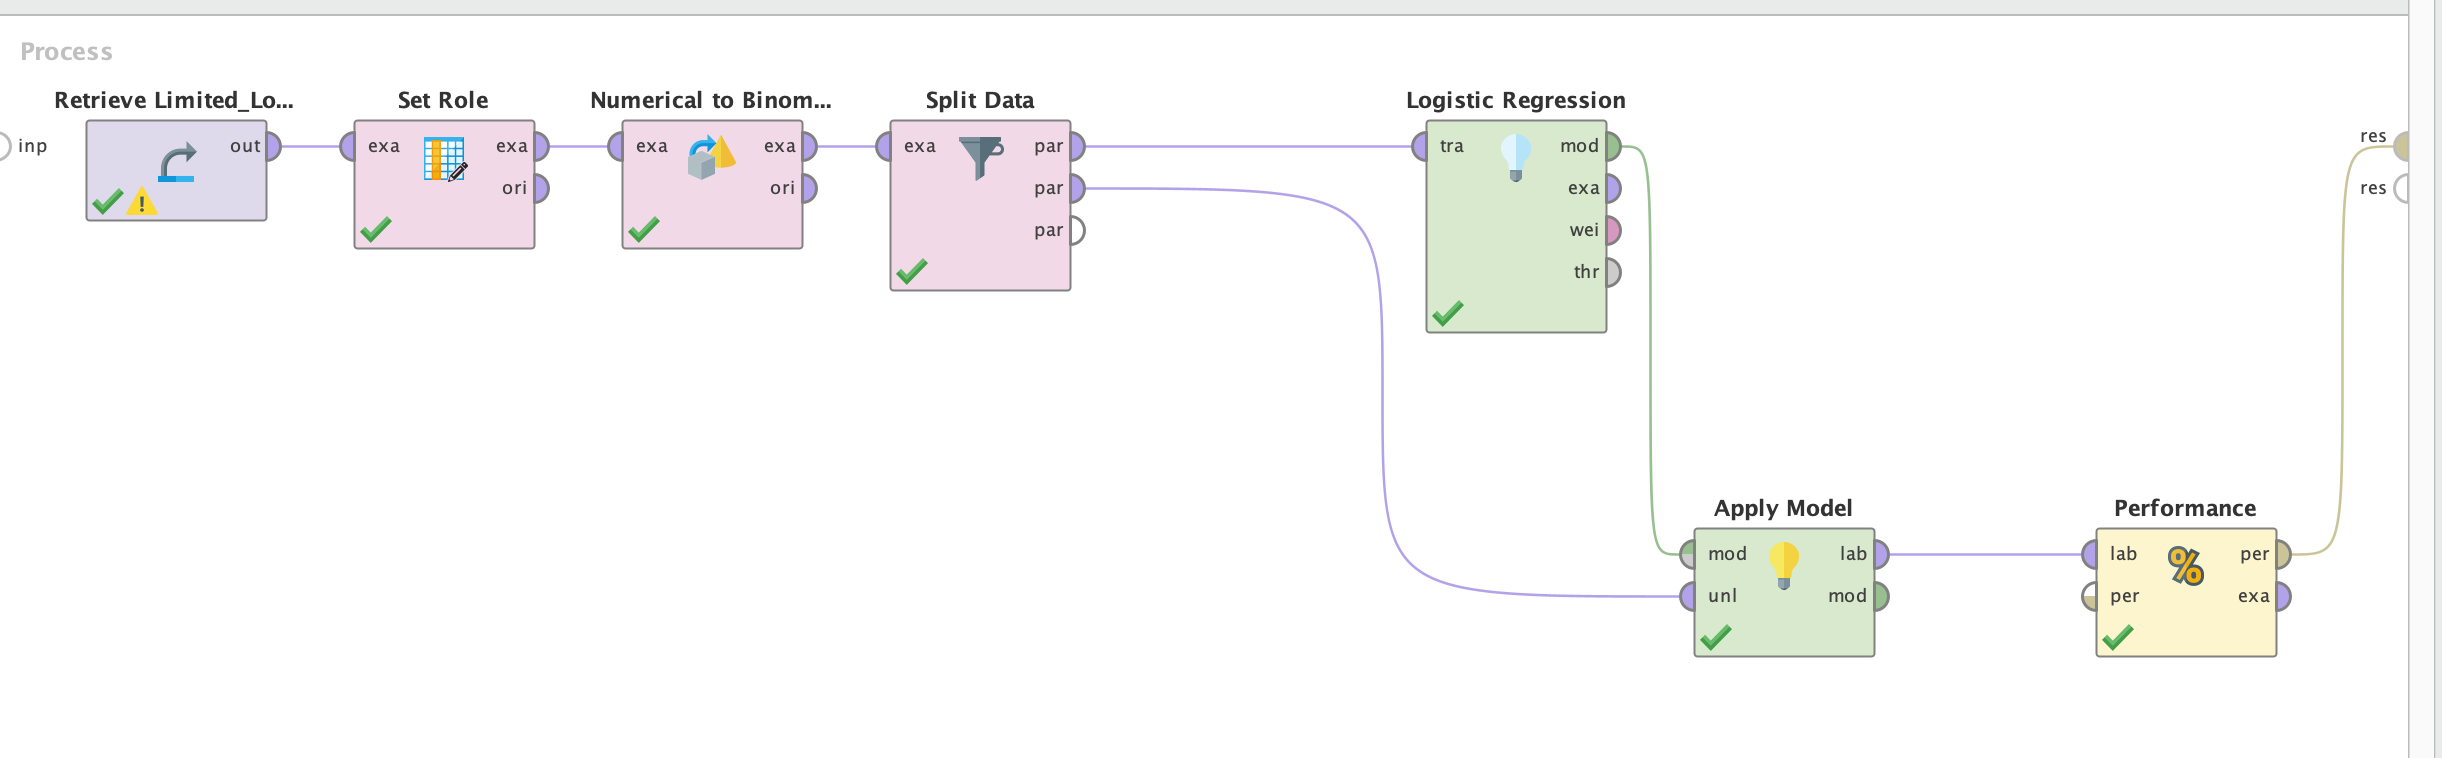 Process
Retrieve Limited_Lo...
Set Role
Numerical to Binom...
Split Data
Logistic Regression
inp
out
exa
exa
ori
exa
exa
ori
exa
par
par
par
tra
mod
exa
wei
thr
res
res
Apply Model
Performance
mod
lab
unl
mod
lab
per
per
exa
%